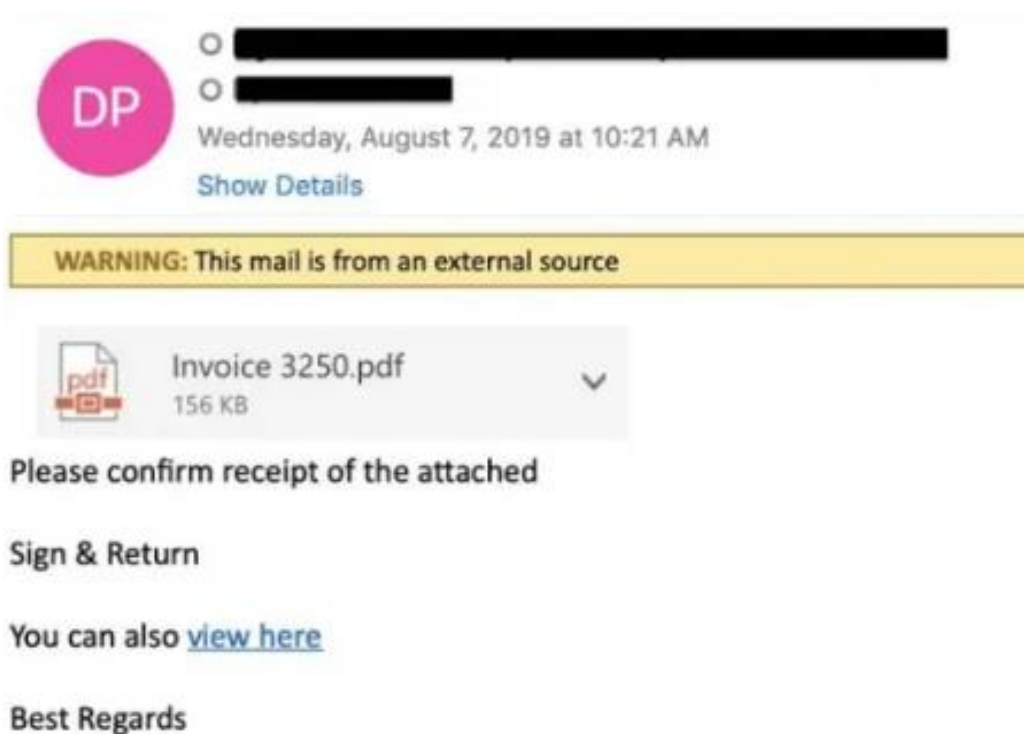 DP
Wednesday, August 7, 2019 at 10:21 AM
Show Details
WARNING: This mail is from an external source
pdf
Invoice 3250.pdf
156 KB
Please confirm receipt of the attached
Sign & Return
You can also view here
Best Regards